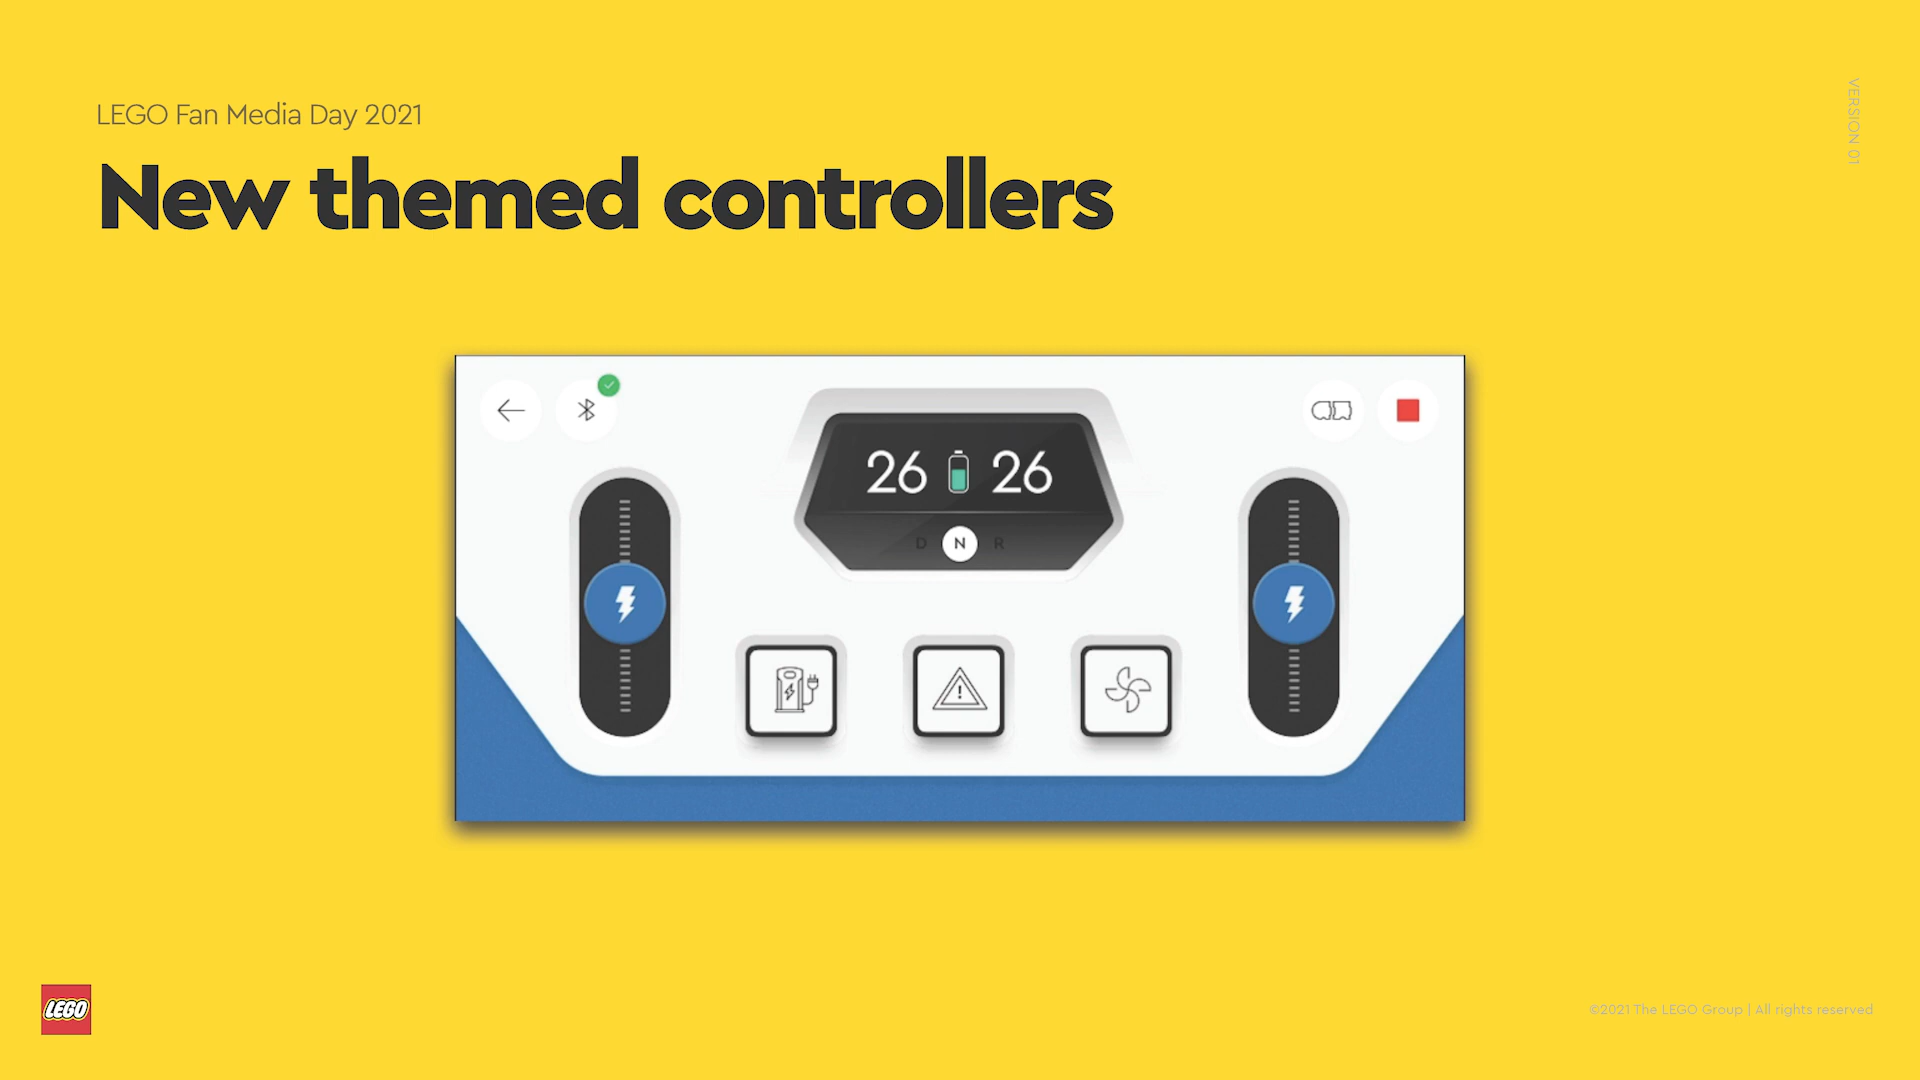 LEGO Fan Media Day 2021
VERSION 01
New themed controllers
26 26
D N R
!
LEGO
©2021 The LEGO Group | All rights reserved